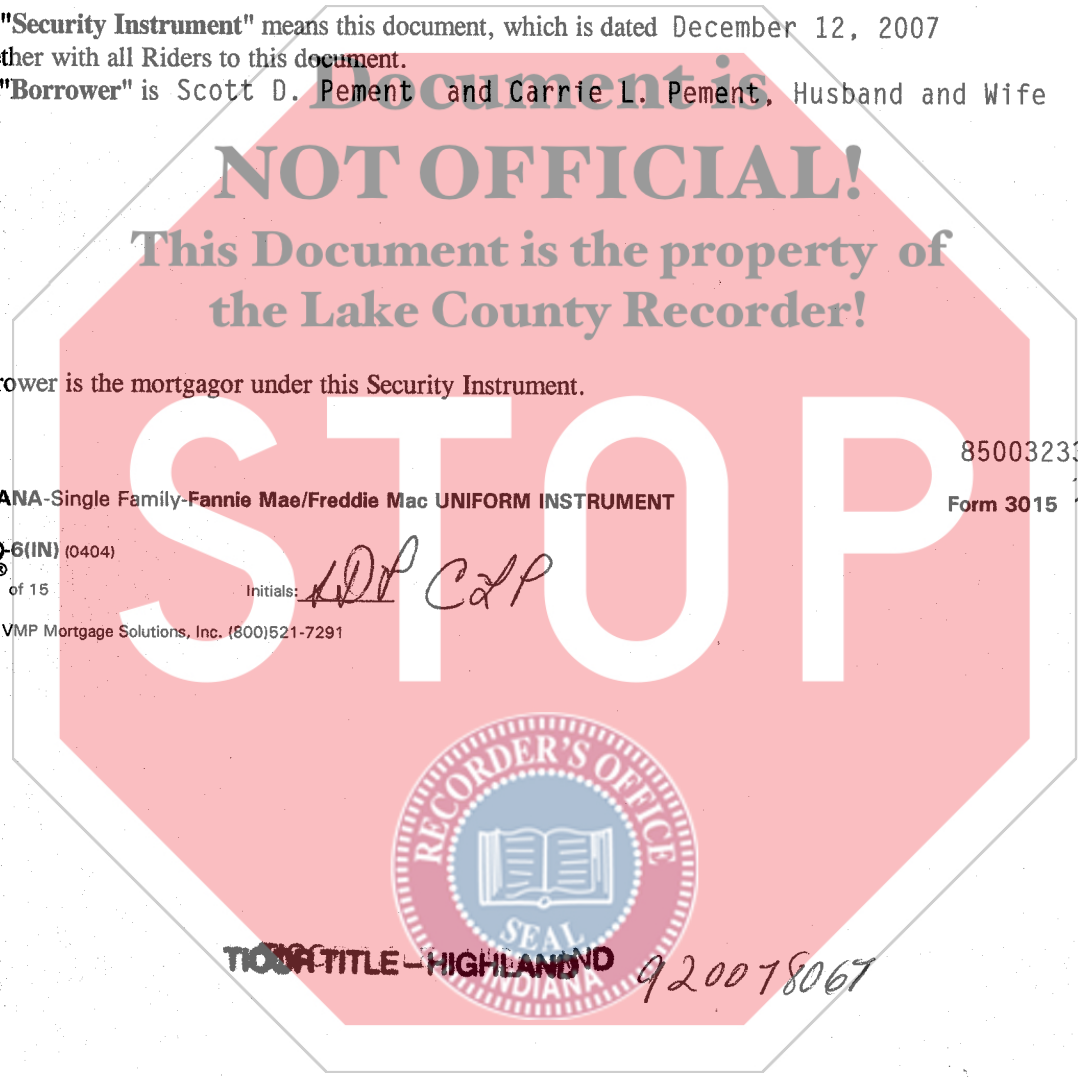 "Security Instrument" means this document, which is dated December 12, 2007
ther with all Riders to this document.
"Borrower" is Scott D. Pement and Carrie L. Pement, Husband and Wife
Document is
NOT OFFICIAL!
This Document is the property of
the Lake County Recorder!
rower is the mortgagor under this Security Instrument.
STOP
85003233
ANA-Single Family-Fannie Mae/Freddie Mac UNIFORM INSTRUMENT Form 3015
-6(IN) (0404)
®
of 15 Initials: SDP CLP
VMP Mortgage Solutions, Inc. (800)521-7291
RECORDER'S OFFICE
SEAL
INDIANA
TITLE-HIGHLAND 920078067